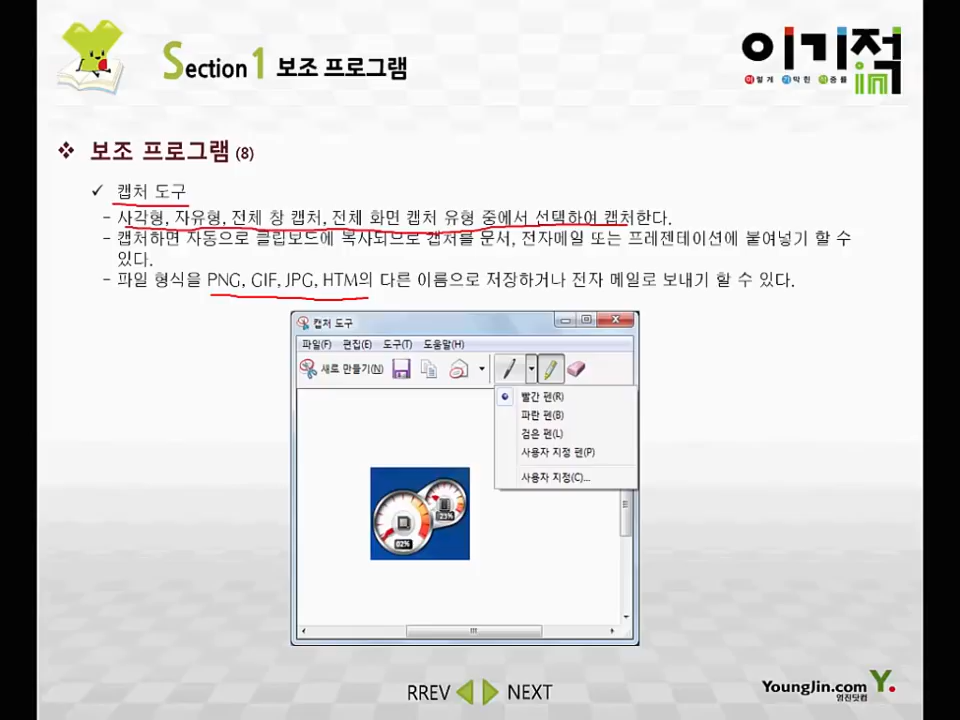 Section 1 보조 프로그램
이기적in
이렇게 기막힌 적중률
❖ 보조 프로그램 (8)
✓ 캡처 도구
- 사각형, 자유형, 전체 창 캡처, 전체 화면 캡처 유형 중에서 선택하여 캡처한다.
- 캡처하면 자동으로 클립보드에 복사되므로 캡처를 문서, 전자메일 또는 프레젠테이션에 붙여넣기 할 수
있다.
- 파일 형식을 PNG, GIF, JPG, HTM의 다른 이름으로 저장하거나 전자 메일로 보내기 할 수 있다.
캡처 도구
파일(F) 편집(E) 도구(T) 도움말(H)
새로 만들기(N)
빨간 펜(R)
파란 펜(B)
검은 펜(L)
사용자 지정 펜(P)
사용자 지정(C)...
23%
02%
RREV NEXT
YoungJin.com Y.
영진닷컴